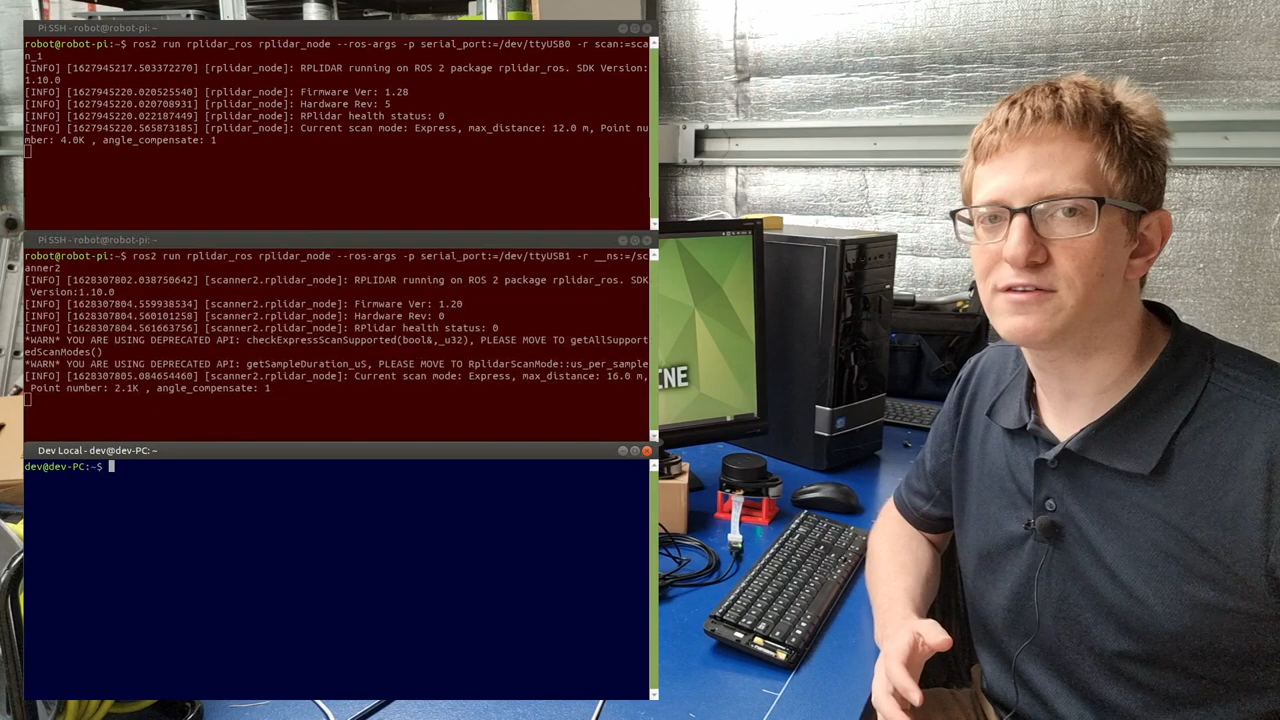 Pi SSH - robot@robot-pi: ~
robot@robot-pi:~$ ros2 run rplidar_ros rplidar_node --ros-args -p serial_port:=/dev/ttyUSB0 -r scan:=sca
n_1
[INFO] [1627945217.503372270] [rplidar_node]: RPLIDAR running on ROS 2 package rplidar_ros. SDK Version:
1.10.0
[INFO] [1627945220.020525540] [rplidar_node]: Firmware Ver: 1.28
[INFO] [1627945220.020708931] [rplidar_node]: Hardware Rev: 5
[INFO] [1627945220.022187449] [rplidar_node]: RPlidar health status: 0
[INFO] [1627945220.565873185] [rplidar_node]: Current scan mode: Express, max_distance: 12.0 m, Point nu
mber: 4.0K , angle_compensate: 1
Pi SSH - robot@robot-pi: ~
robot@robot-pi:~$ ros2 run rplidar_ros rplidar_node --ros-args -p serial_port:=/dev/ttyUSB1 -r __ns:=/sc
anner2
[INFO] [1628307802.038750642] [scanner2.rplidar_node]: RPLIDAR running on ROS 2 package rplidar_ros. SDK
Version:1.10.0
[INFO] [1628307804.559938534] [scanner2.rplidar_node]: Firmware Ver: 1.20
[INFO] [1628307804.560101258] [scanner2.rplidar_node]: Hardware Rev: 0
[INFO] [1628307804.561663756] [scanner2.rplidar_node]: RPlidar health status: 0
*WARN* YOU ARE USING DEPRECATED API: checkExpressScanSupported(bool&,_u32), PLEASE MOVE TO getAllSupport
edScanModes()
*WARN* YOU ARE USING DEPRECATED API: getSampleDuration_uS, PLEASE MOVE TO RplidarScanMode::us_per_sample
[INFO] [1628307805.084654460] [scanner2.rplidar_node]: Current scan mode: Express, max_distance: 16.0 m,
Point number: 2.1K , angle_compensate: 1
Dev Local - dev@dev-PC: ~
dev@dev-PC:~$
INE